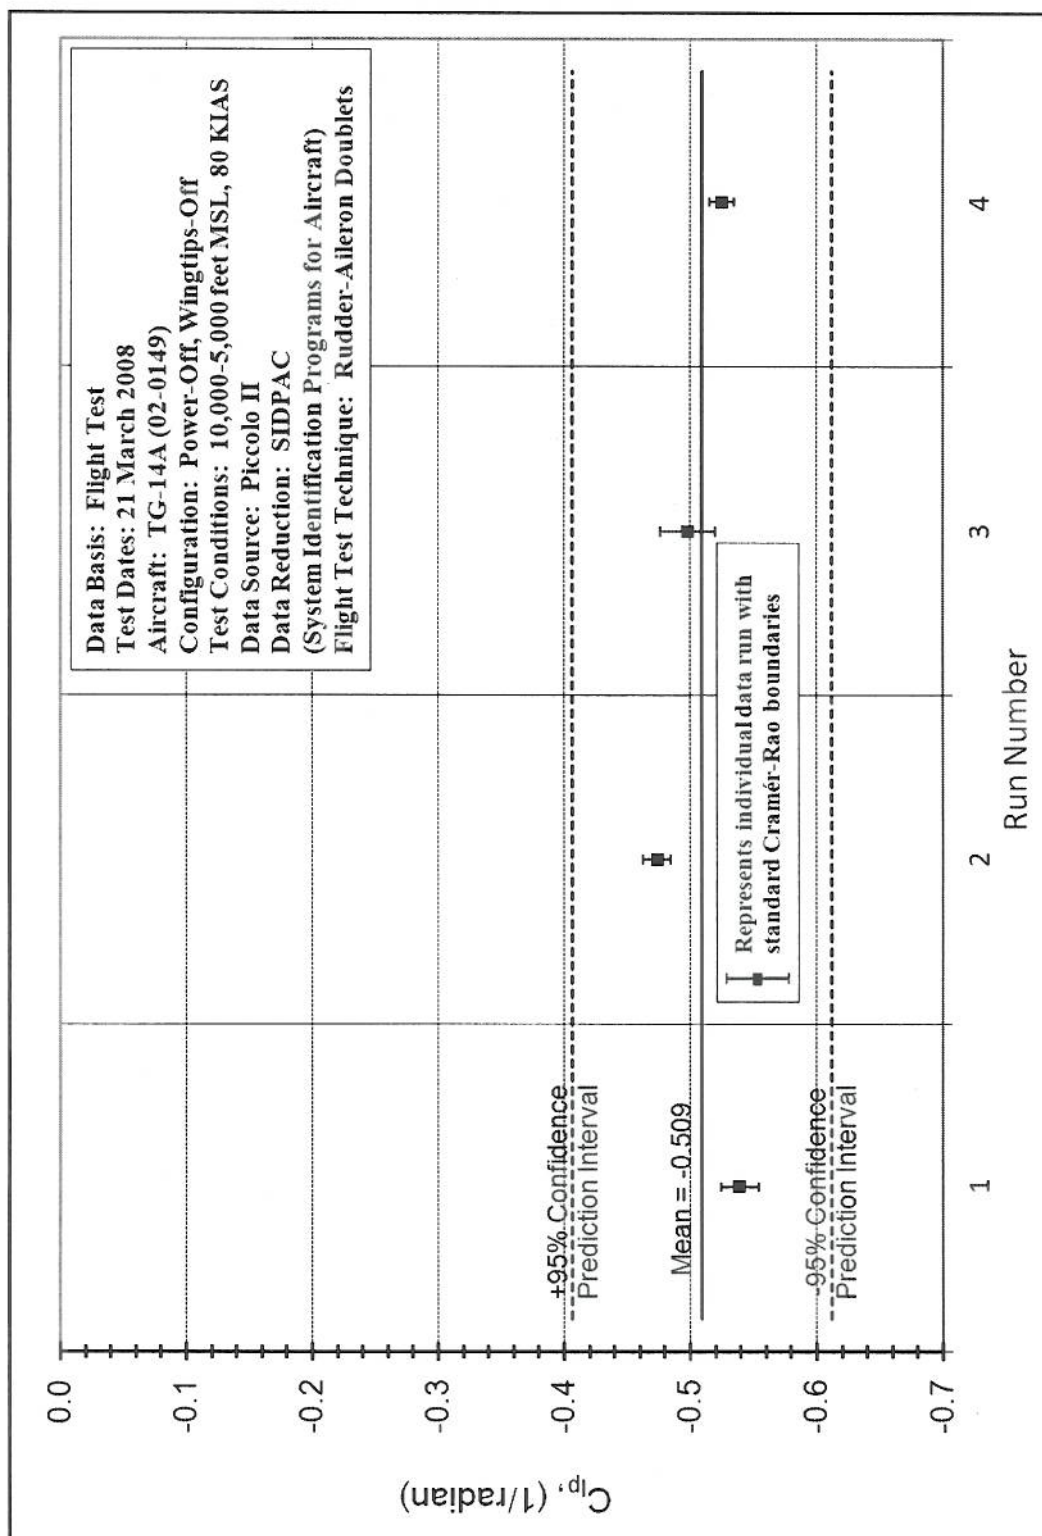 Data Basis: Flight Test
Test Dates: 21 March 2008
Aircraft: TG-14A (02-0149)
Configuration: Power-Off, Wingtips-Off
Test Conditions: 10,000-5,000 feet MSL, 80 KIAS
Data Source: Piccolo II
Data Reduction: SIDPAC
(System Identification Programs for Aircraft)
Flight Test Technique: Rudder-Aileron Doublets
+95% Confidence
Prediction Interval
Mean = -0.509
Represents individual data run with
standard Cramér-Rao boundaries
-95% Confidence
Prediction Interval
0.0
-0.1
-0.2
-0.3
-0.4
-0.5
-0.6
-0.7
Clp, (1/radian)
1 2 3 4
Run Number